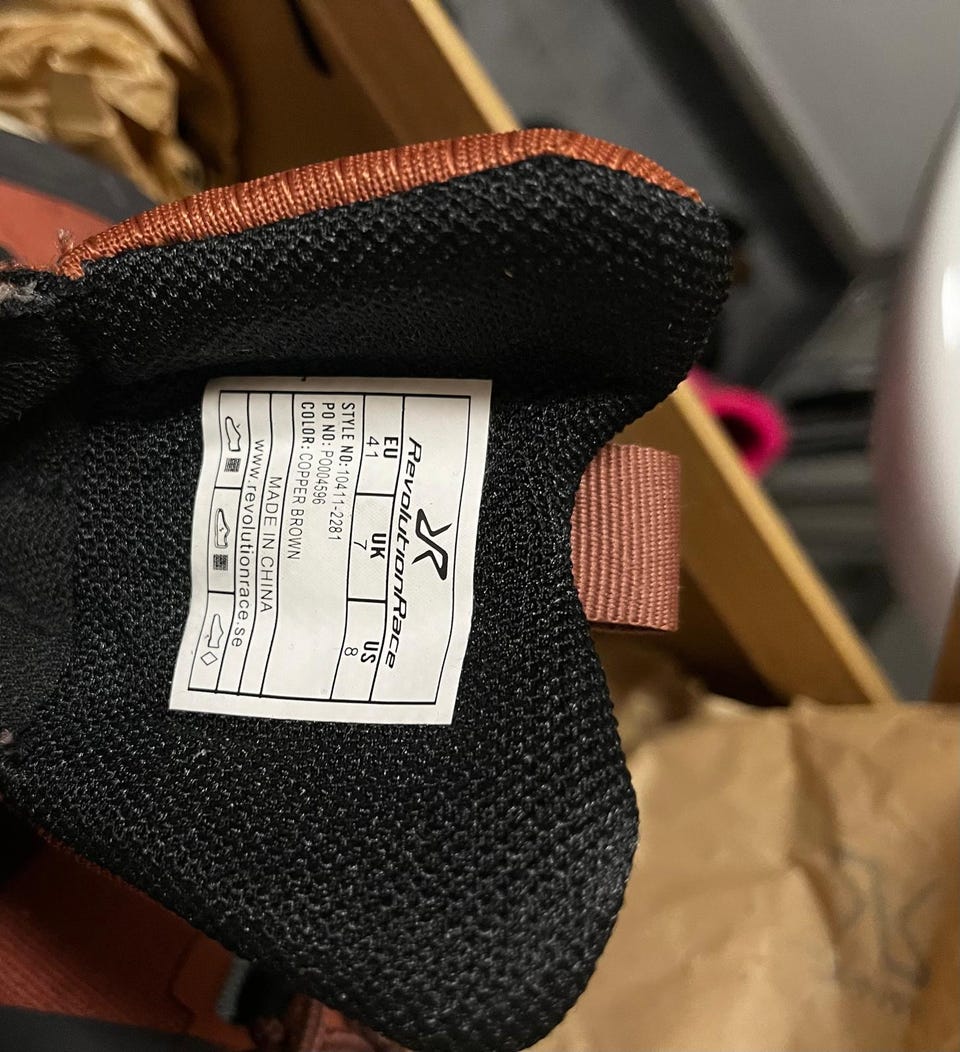 RevolutionRace
EU UK US
41 7 8
STYLE NO: 10411-2281
PO NO: PO004596
COLOR: COPPER BROWN
MADE IN CHINA
www.revolutionrace.se